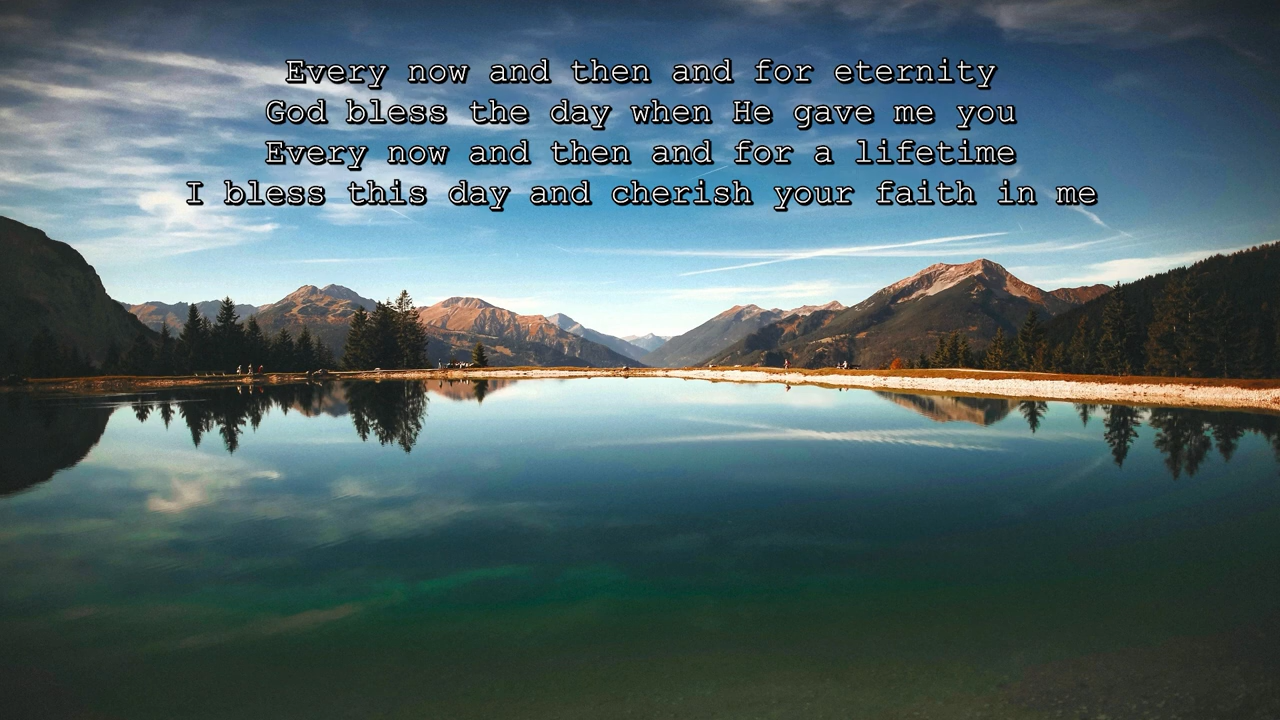 Every now and then and for eternity
God bless the day when He gave me you
Every now and then and for a lifetime
I bless this day and cherish your faith in me